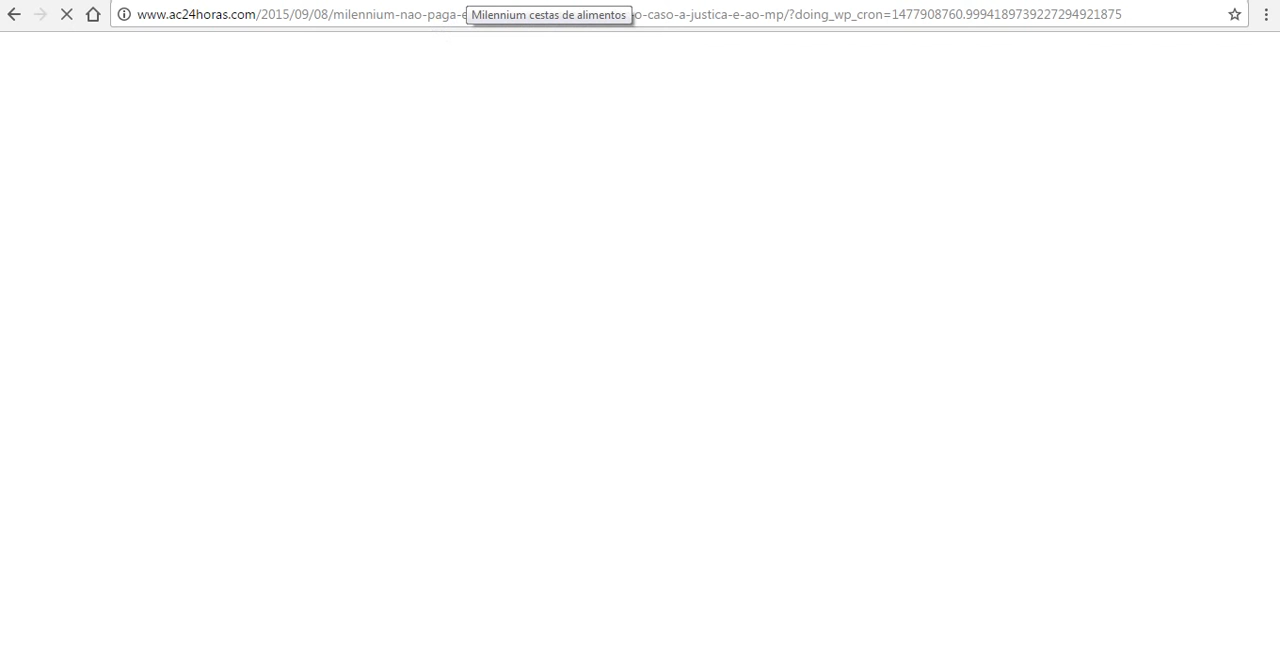 www.ac24horas.com/2015/09/08/milennium-nao-paga-e
Milennium cestas de alimentos
o-caso-a-justica-e-ao-mp/?doing_wp_cron=1477908760.9994189739227294921875